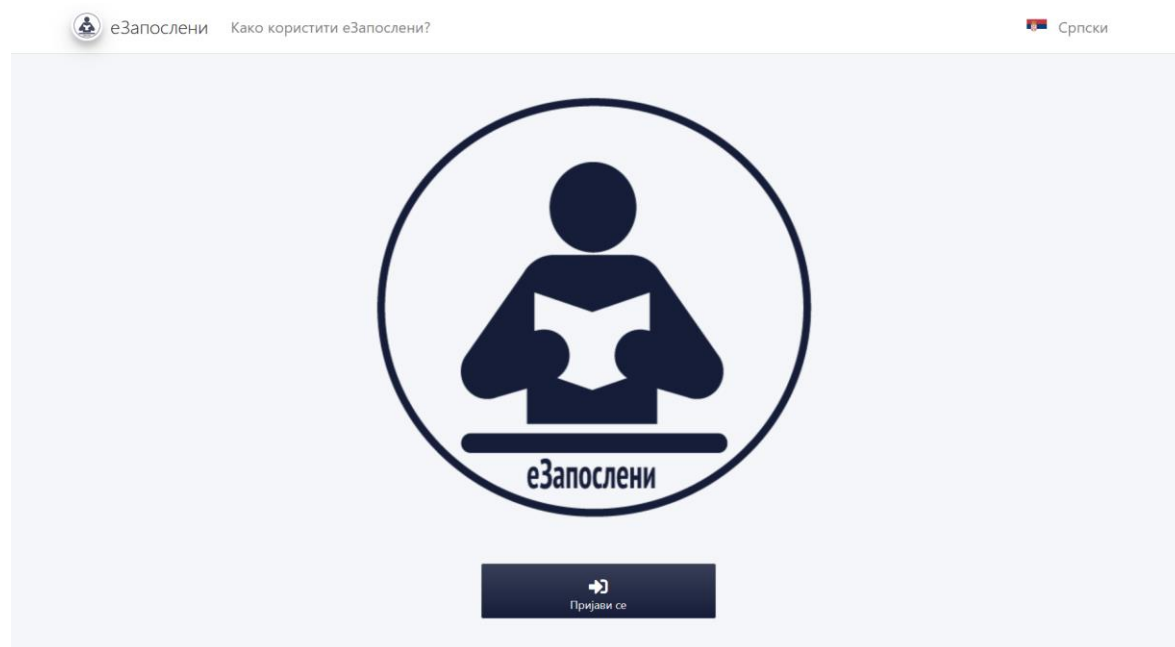 еЗапослени Како користити еЗапослени? Српски
еЗапослени
Пријави се